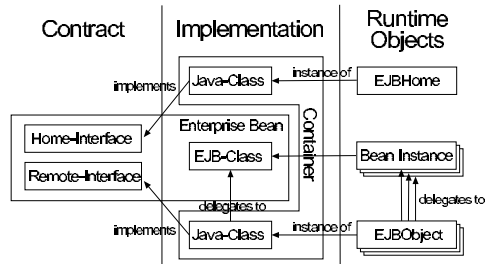 Contract
Implementation
Runtime
Objects
implements
Java-Class
instance of
EJBHome
Home-Interface
Enterprise Bean
Container
Remote-Interface
EJB-Class
Bean Instance
delegates to
delegates to
implements
Java-Class
instance of
EJBObject